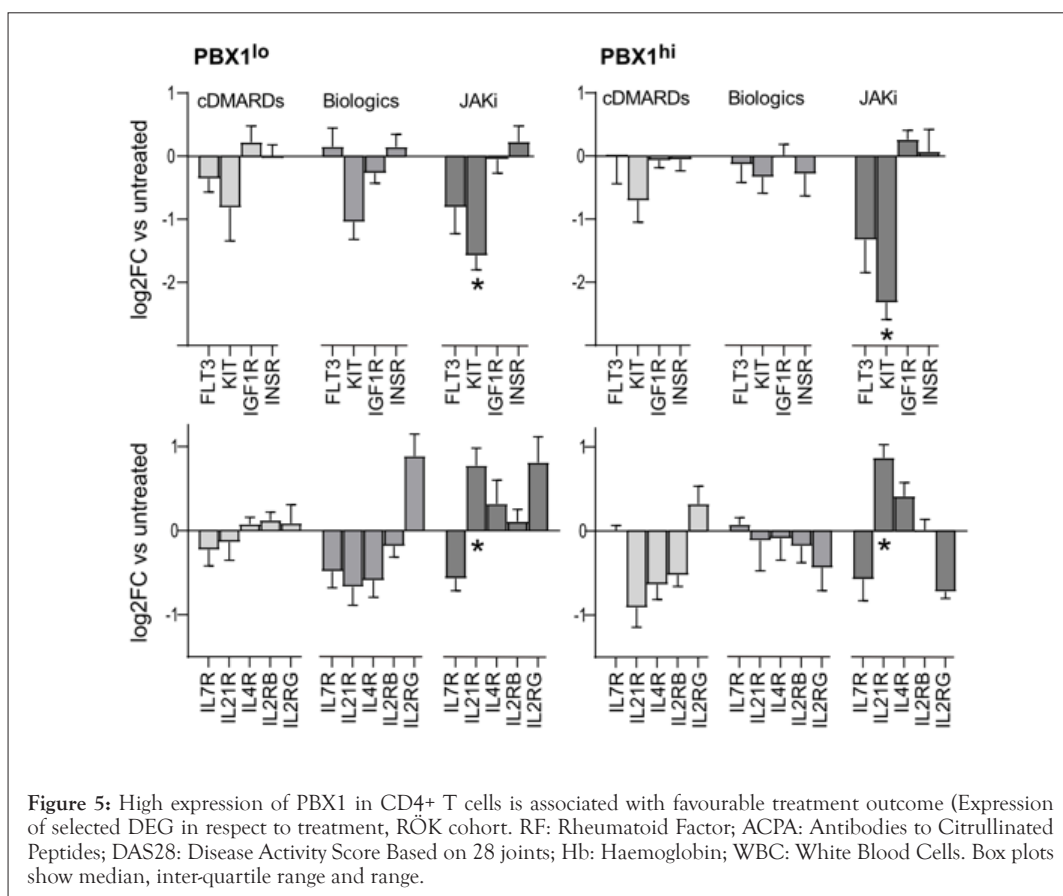 PBX1lo
PBX1hi
cDMARDs Biologics JAKi
cDMARDs Biologics JAKi
log2FC vs untreated
1
0
-1
-2
*
*
FLT3 KIT IGF1R INSR FLT3 KIT IGF1R INSR FLT3 KIT IGF1R INSR
FLT3 KIT IGF1R INSR FLT3 KIT IGF1R INSR FLT3 KIT IGF1R INSR
1
0
-1
-2
log2FC vs untreated
1
0
-1
*
*
1
0
-1
IL7R IL21R IL4R IL2RB IL2RG IL7R IL21R IL4R IL2RB IL2RG IL7R IL21R IL4R IL2RB IL2RG
IL7R IL21R IL4R IL2RB IL2RG IL7R IL21R IL4R IL2RB IL2RG IL7R IL21R IL4R IL2RB IL2RG
Figure 5: High expression of PBX1 in CD4+ T cells is associated with favourable treatment outcome (Expression
of selected DEG in respect to treatment, RÖK cohort. RF: Rheumatoid Factor; ACPA: Antibodies to Citrullinated
Peptides; DAS28: Disease Activity Score Based on 28 joints; Hb: Haemoglobin; WBC: White Blood Cells. Box plots
show median, inter-quartile range and range.